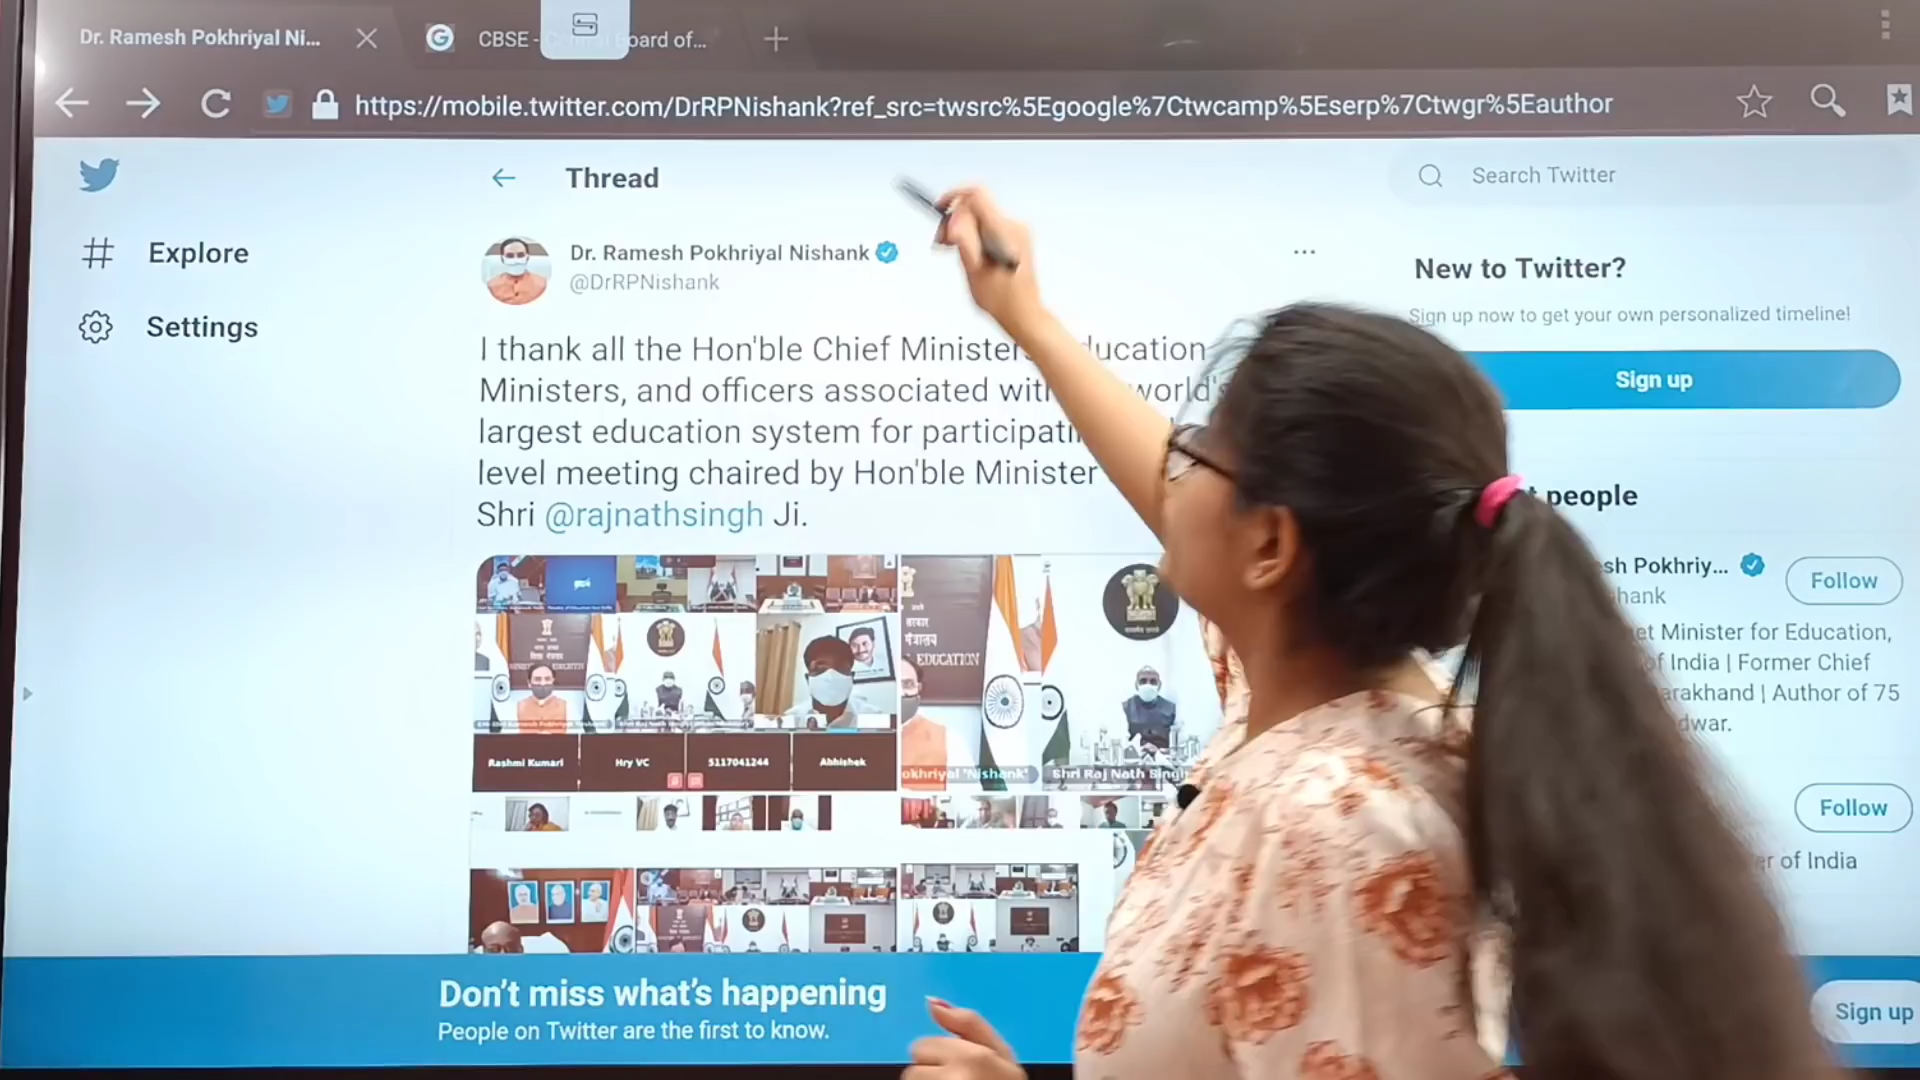 Dr. Ramesh Pokhriyal Ni...
CBSE - oard of...
https://mobile.twitter.com/DrRPNishank?ref_src=twsrc%5Egoogle%7Ctwcamp%5Eserp%7Ctwgr%5Eauthor
Explore
Settings
Thread
Dr. Ramesh Pokhriyal Nishank
@DrRPNishank
I thank all the Hon'ble Chief Minister ducation
Ministers, and officers associated with world's
largest education system for participati
level meeting chaired by Hon'ble Minister
Shri @rajnathsingh Ji.
EDUCATION
Rashmi Kumari
Hry VC
5117041244
Abhishek
okhriyal "Nishank"
Shri Raj Nath Singh
Search Twitter
New to Twitter?
Sign up now to get your own personalized timeline!
Sign up
people
sh Pokhriy...
hank
Follow
et Minister for Education,
of India | Former Chief
arakhand | Author of 75
dwar.
Follow
er of India
Don't miss what's happening
People on Twitter are the first to know.
Sign up